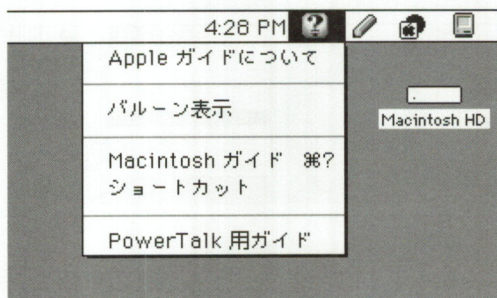 4:28 PM
Apple ガイドについて
バルーン表示
Macintosh ガイド ⌘?
ショートカット
PowerTalk 用ガイド
Macintosh HD